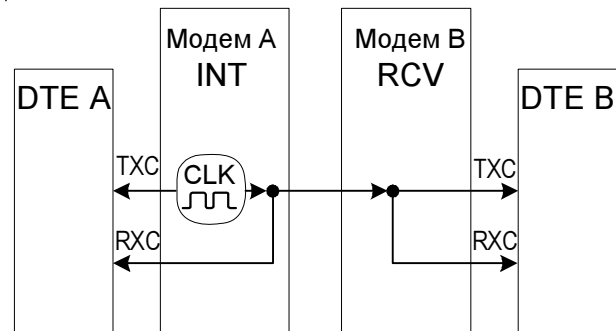 Модем A
INT
Модем B
RCV
DTE A
DTE B
TXC
CLK
TXC
RXC
RXC